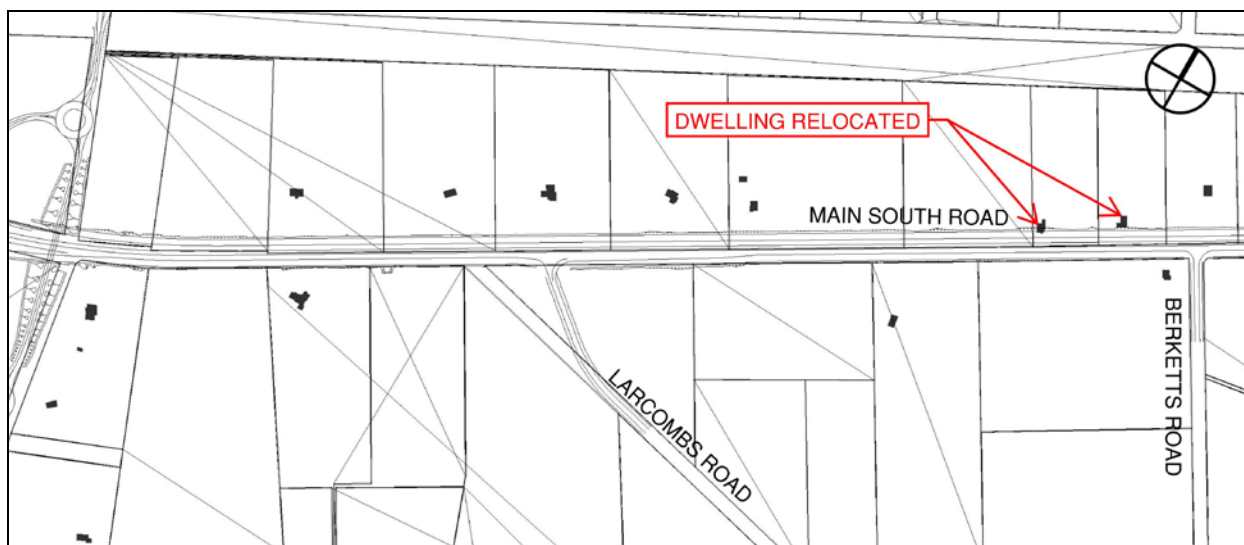 DWELLING RELOCATED
MAIN SOUTH ROAD
LARCOMBS ROAD
BERKETTS ROAD